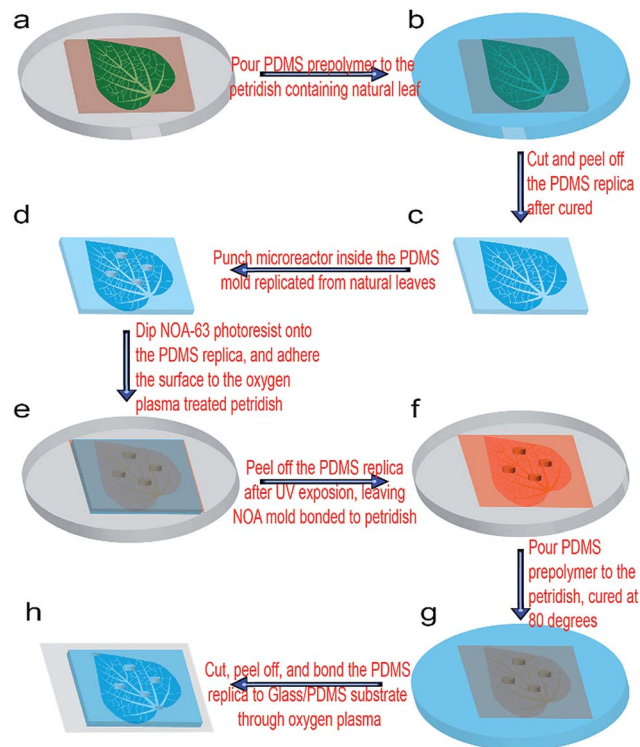 a
b
Pour PDMS prepolymer to the
petridish containing natural leaf
Cut and peel off
the PDMS replica
after cured
d
c
Punch microreactor inside the PDMS
mold replicated from natural leaves
Dip NOA-63 photoresist onto
the PDMS replica, and adhere
the surface to the oxygen
plasma treated petridish
e
f
Peel off the PDMS replica
after UV exposion, leaving
NOA mold bonded to petridish
Pour PDMS
prepolymer to the
petridish, cured at
80 degrees
h
g
Cut, peel off, and bond the PDMS
replica to Glass/PDMS substrate
through oxygen plasma